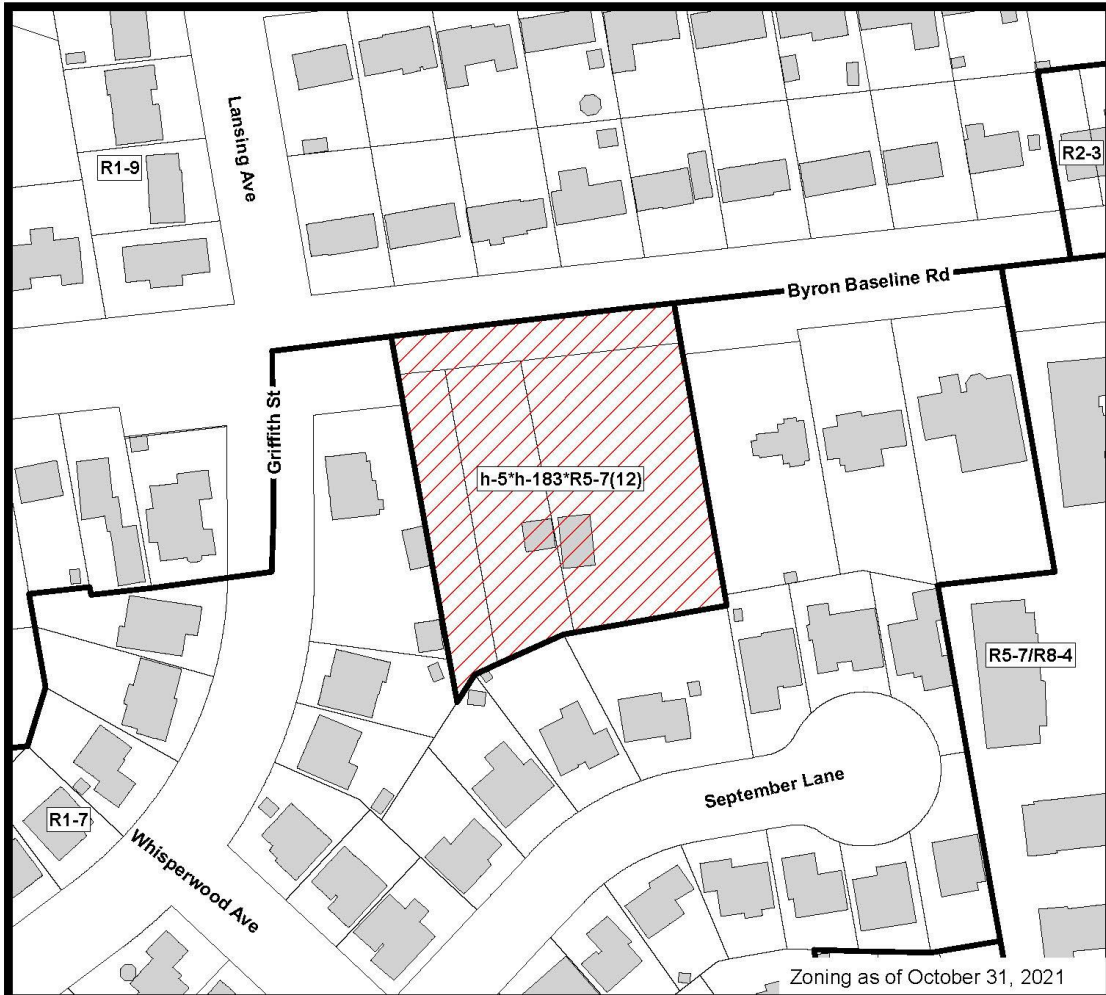 R1-9
Lansing Ave
R2-3
Byron Baseline Rd
Griffith St
h-5*h-183*R5-7(12)
R5-7/R8-4
September Lane
R1-7
Whisperwood Ave
Zoning as of October 31, 2021